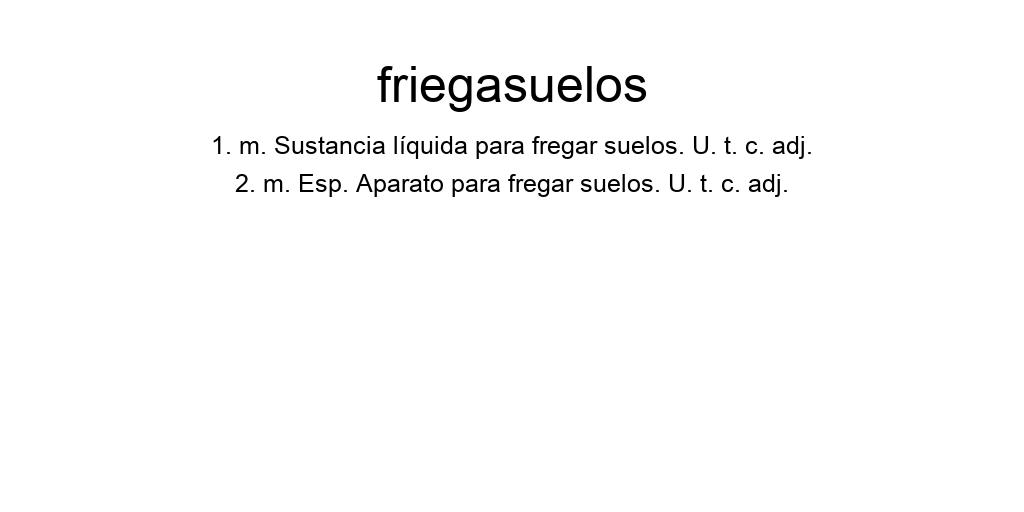 friegasuelos
1. m. Sustancia líquida para fregar suelos. U. t. c. adj.
2. m. Esp. Aparato para fregar suelos. U. t. c. adj.